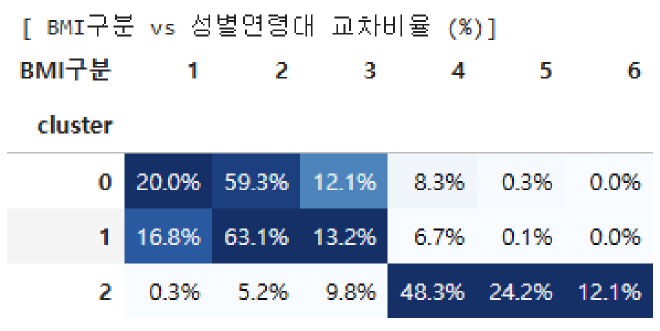 [ BMI구분 vs 성별연령대 교차비율 (%)]
BMI구분 1 2 3 4 5 6
cluster
0 20.0% 59.3% 12.1% 8.3% 0.3% 0.0%
1 16.8% 63.1% 13.2% 6.7% 0.1% 0.0%
2 0.3% 5.2% 9.8% 48.3% 24.2% 12.1%